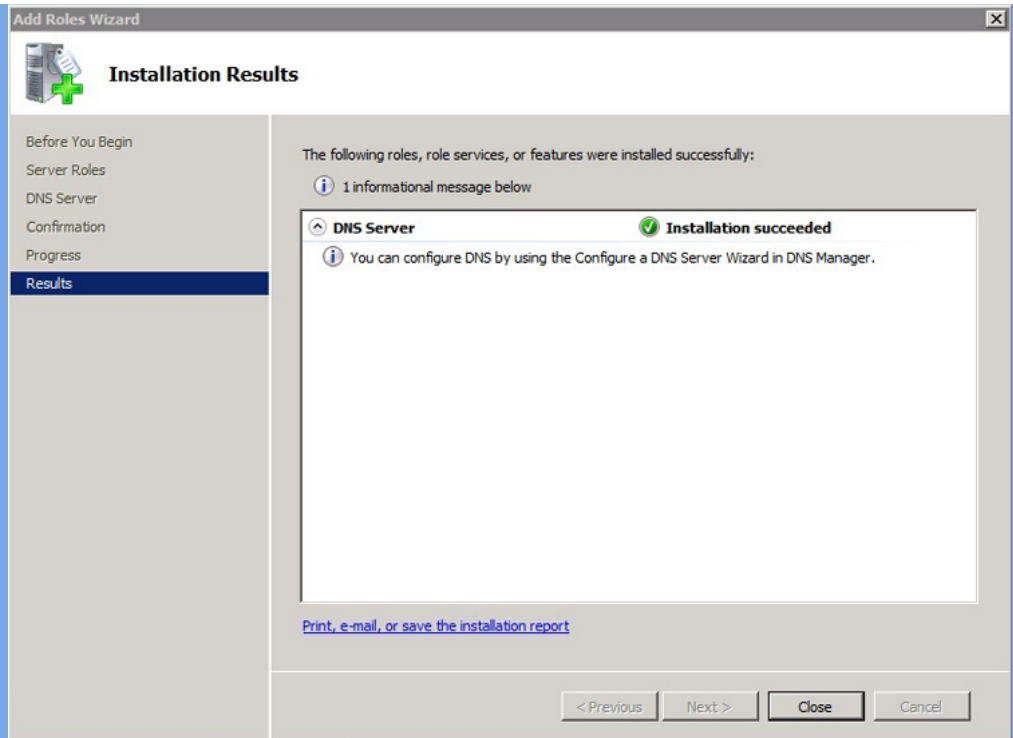 Add Roles Wizard
Installation Results
Before You Begin
Server Roles
DNS Server
Confirmation
Progress
Results
The following roles, role services, or features were installed successfully:
1 informational message below
DNS Server
Installation succeeded
You can configure DNS by using the Configure a DNS Server Wizard in DNS Manager.
Print, e-mail, or save the installation report
< Previous
Next >
Close
Cancel